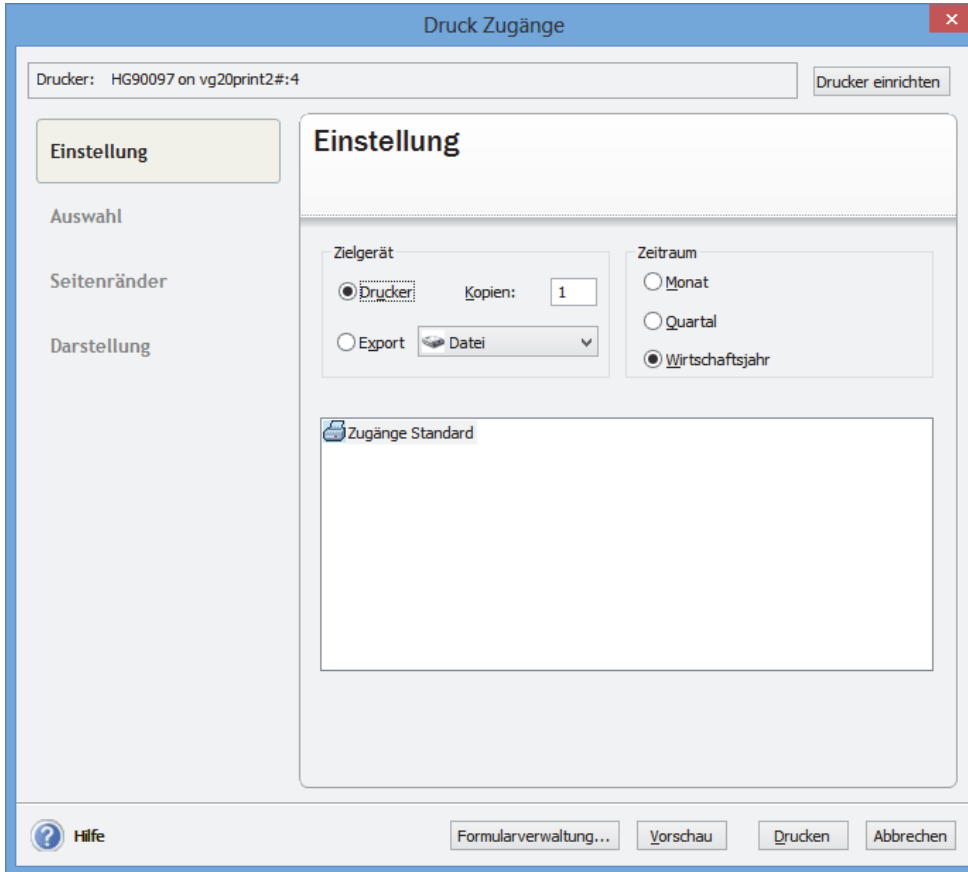 Druck Zugänge
Drucker: HG90097 on vg20print2#:4
Drucker einrichten
Einstellung
Auswahl
Seitenränder
Darstellung
Einstellung
Zielgerät
Drucker Kopien: 1
Export Datei
Zeitraum
Monat
Quartal
Wirtschaftsjahr
Zugänge Standard
Hilfe
Formularverwaltung...
Vorschau
Drucken
Abbrechen